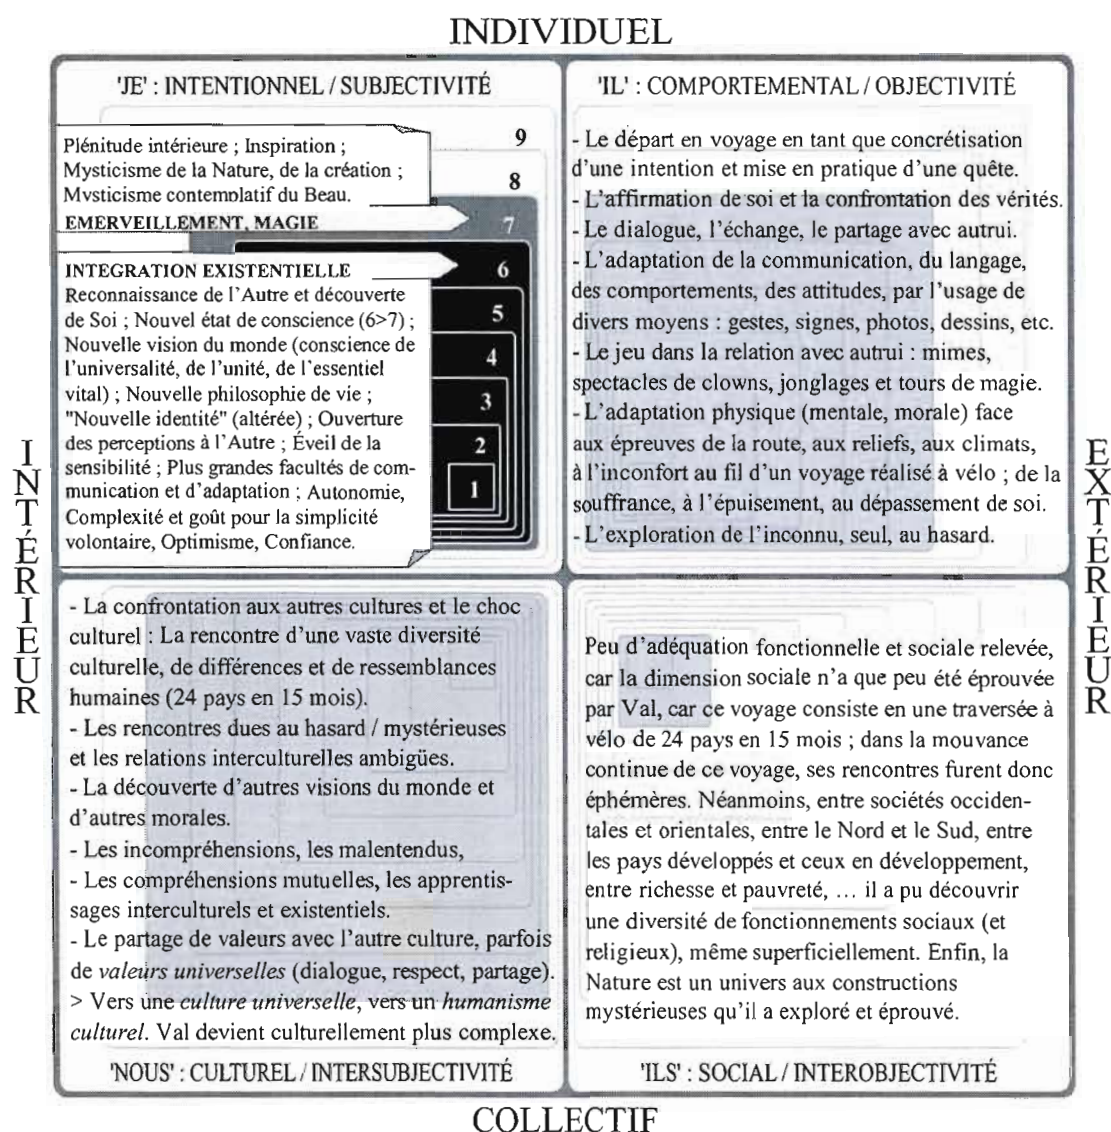 INDIVIDUEL
'JE' : INTENTIONNEL / SUBJECTIVITÉ
Plénitude intérieure ; Inspiration ;
Mysticisme de la Nature, de la création ;
Mysticisme contemplatif du Beau.
EMERVEILLEMENT, MAGIE
INTEGRATION EXISTENTIELLE
Reconnaissance de l'Autre et découverte
de Soi ; Nouvel état de conscience (6>7) ;
Nouvelle vision du monde (conscience de
l'universalité, de l'unité, de l'essentiel
vital) ; Nouvelle philosophie de vie ;
"Nouvelle identité" (altérée) ; Ouverture
des perceptions à l'Autre ; Éveil de la
sensibilité ; Plus grandes facultés de com-
munication et d'adaptation ; Autonomie,
Complexité et goût pour la simplicité
volontaire, Optimisme, Confiance.
9
8
7
6
5
4
3
2
1
'IL' : COMPORTEMENTAL / OBJECTIVITÉ
- Le départ en voyage en tant que concrétisation
d'une intention et mise en pratique d'une quête.
- L'affirmation de soi et la confrontation des vérités.
- Le dialogue, l'échange, le partage avec autrui.
- L'adaptation de la communication, du langage,
des comportements, des attitudes, par l'usage de
divers moyens : gestes, signes, photos, dessins, etc.
- Le jeu dans la relation avec autrui : mimes,
spectacles de clowns, jonglages et tours de magie.
- L'adaptation physique (mentale, morale) face
aux épreuves de la route, aux reliefs, aux climats,
à l'inconfort au fil d'un voyage réalisé à vélo ; de la
souffrance, à l'épuisement, au dépassement de soi.
- L'exploration de l'inconnu, seul, au hasard.
INTÉRIEUR
EXTÉRIEUR
- La confrontation aux autres cultures et le choc
culturel : La rencontre d'une vaste diversité
culturelle, de différences et de ressemblances
humaines (24 pays en 15 mois).
- Les rencontres dues au hasard / mystérieuses
et les relations interculturelles ambigües.
- La découverte d'autres visions du monde et
d'autres morales.
- Les incompréhensions, les malentendus,
- Les compréhensions mutuelles, les apprentis-
sages interculturels et existentiels.
- Le partage de valeurs avec l'autre culture, parfois
de valeurs universelles (dialogue, respect, partage).
> Vers une culture universelle, vers un humanisme
culturel. Val devient culturellement plus complexe.
'NOUS' : CULTUREL / INTERSUBJECTIVITÉ
Peu d'adéquation fonctionnelle et sociale relevée,
car la dimension sociale n'a que peu été éprouvée
par Val, car ce voyage consiste en une traversée à
vélo de 24 pays en 15 mois ; dans la mouvance
continue de ce voyage, ses rencontres furent donc
éphémères. Néanmoins, entre sociétés occiden-
tales et orientales, entre le Nord et le Sud, entre
les pays développés et ceux en développement,
entre richesse et pauvreté, … il a pu découvrir
une diversité de fonctionnements sociaux (et
religieux), même superficiellement. Enfin, la
Nature est un univers aux constructions
mystérieuses qu'il a exploré et éprouvé.
'ILS' : SOCIAL / INTEROBJECTIVITÉ
COLLECTIF